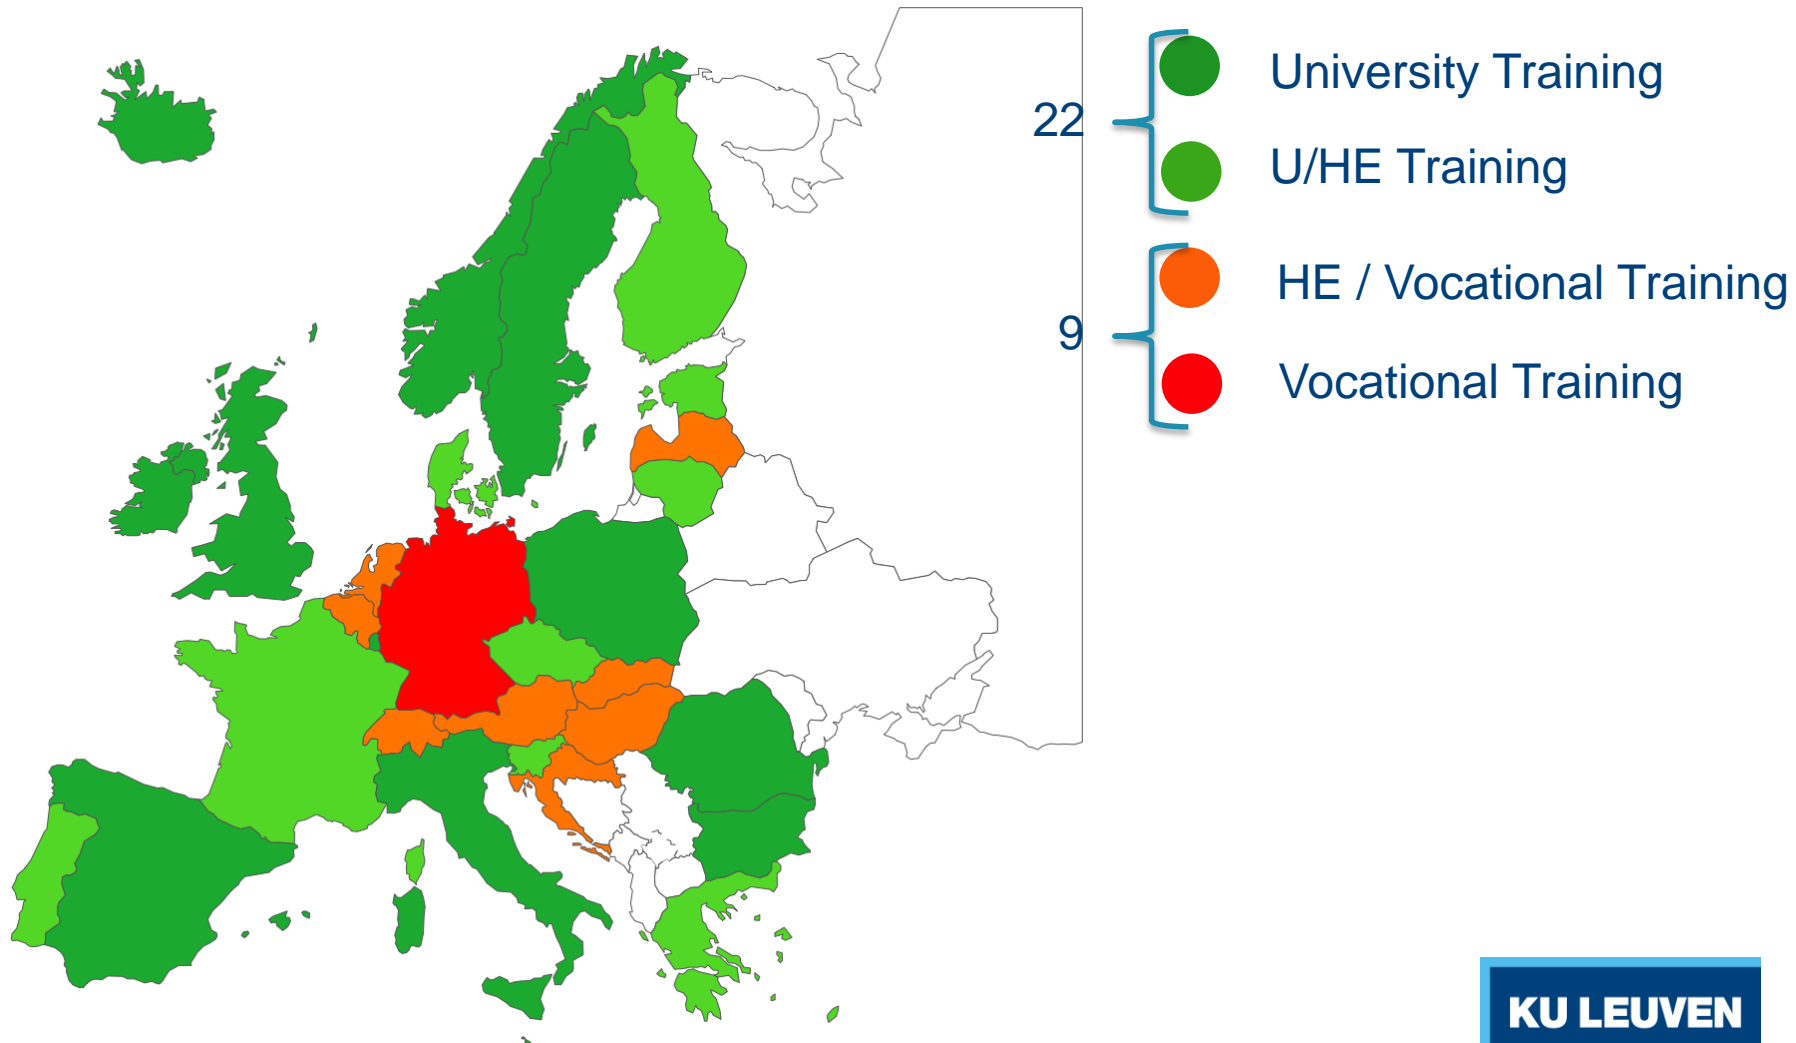 University Training
22
U/HE Training
HE / Vocational Training
9
Vocational Training
KU LEUVEN